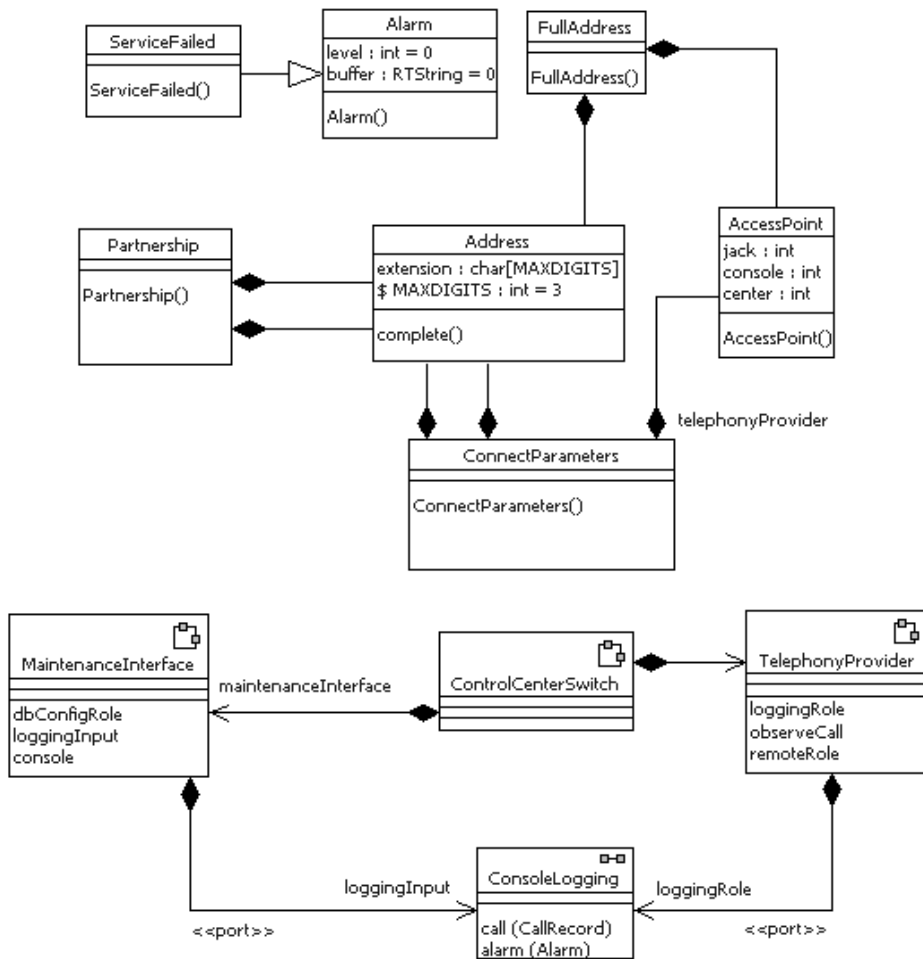 ServiceFailed
ServiceFailed()
Alarm
level : int = 0
buffer : RTString = 0
Alarm()
FullAddress
FullAddress()
Partnership
Partnership()
Address
extension : char[MAXDIGITS]
$ MAXDIGITS : int = 3
complete()
AccessPoint
jack : int
console : int
center : int
AccessPoint()
telephonyProvider
ConnectParameters
ConnectParameters()
MaintenanceInterface
dbConfigRole
loggingInput
console
maintenanceInterface
ControlCenterSwitch
TelephonyProvider
loggingRole
observeCall
remoteRole
loggingInput
<<port>>
ConsoleLogging
call (CallRecord)
alarm (Alarm)
loggingRole
<<port>>